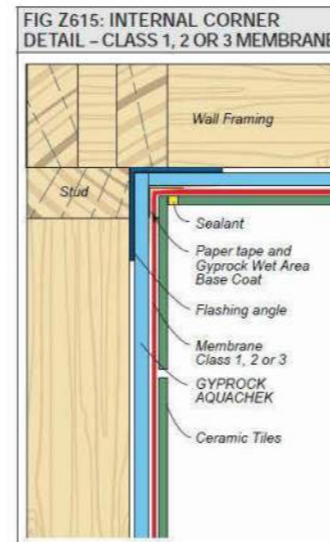 FIG Z615: INTERNAL CORNER
DETAIL – CLASS 1, 2 OR 3 MEMBRANE
Wall Framing
Stud
Sealant
Paper tape and
Gyprock Wet Area
Base Coat
Flashing angle
Membrane
Class 1, 2 or 3
GYPROCK
AQUACHEK
Ceramic Tiles